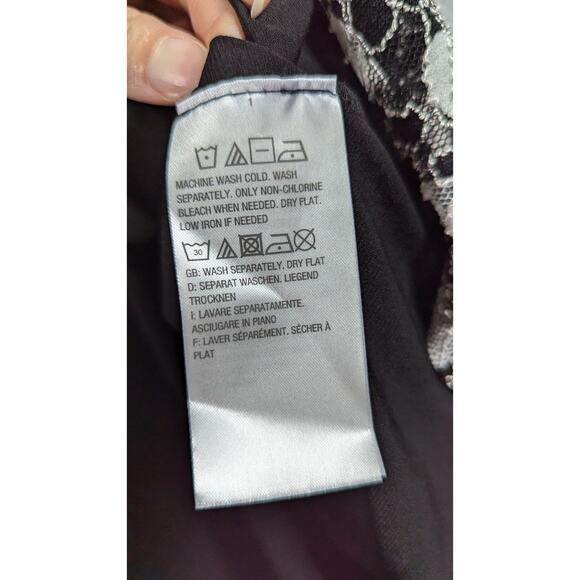 MACHINE WASH COLD. WASH
SEPARATELY. ONLY NON-CHLORINE
BLEACH WHEN NEEDED. DRY FLAT.
LOW IRON IF NEEDED
30
GB: WASH SEPARATELY. DRY FLAT
D: SEPARAT WASCHEN. LIEGEND
TROCKNEN
I: LAVARE SEPARATAMENTE.
ASCIUGARE IN PIANO
F: LAVER SÉPARÉMENT. SÉCHER À
PLAT